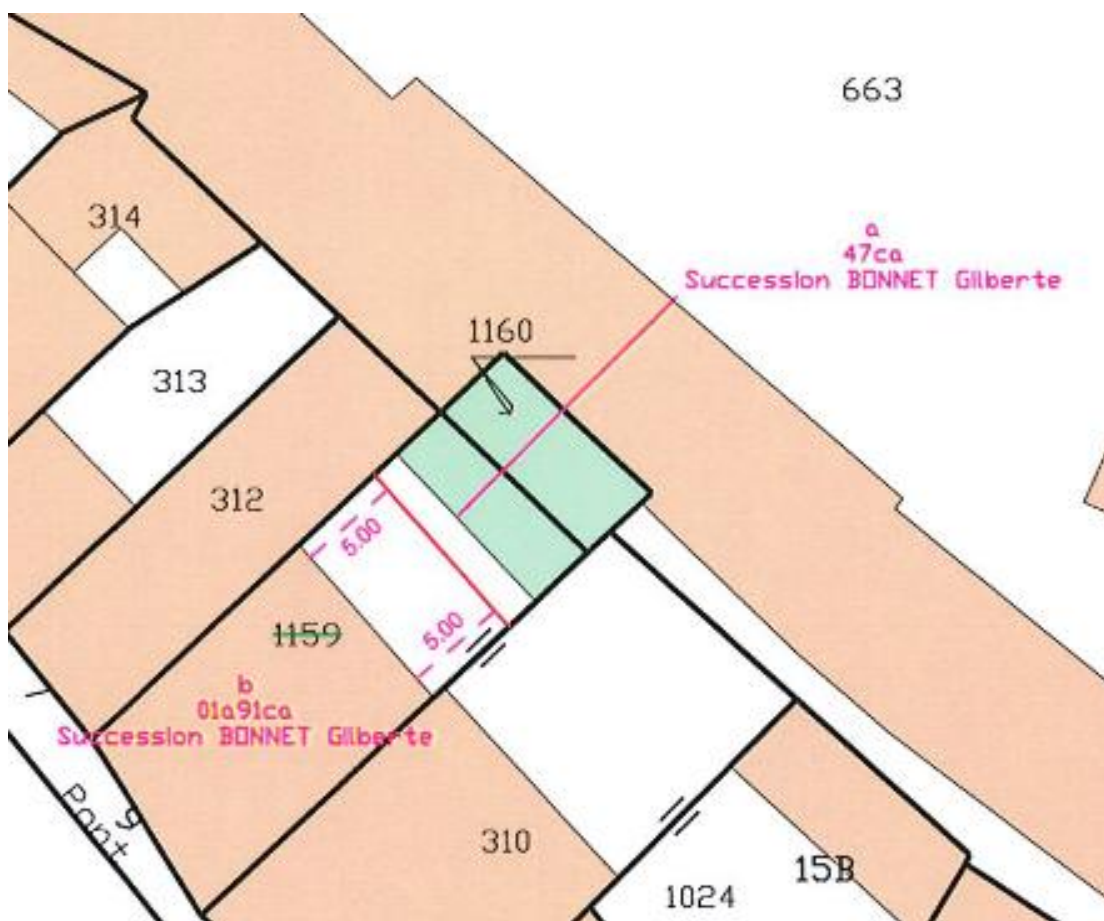 663
314
a
47ca
Succession BONNET Gilberte
1160
313
312
5.00
5.00
1159
b
01a91ca
Succession BONNET Gilberte
9
Pont
310
15B
1024